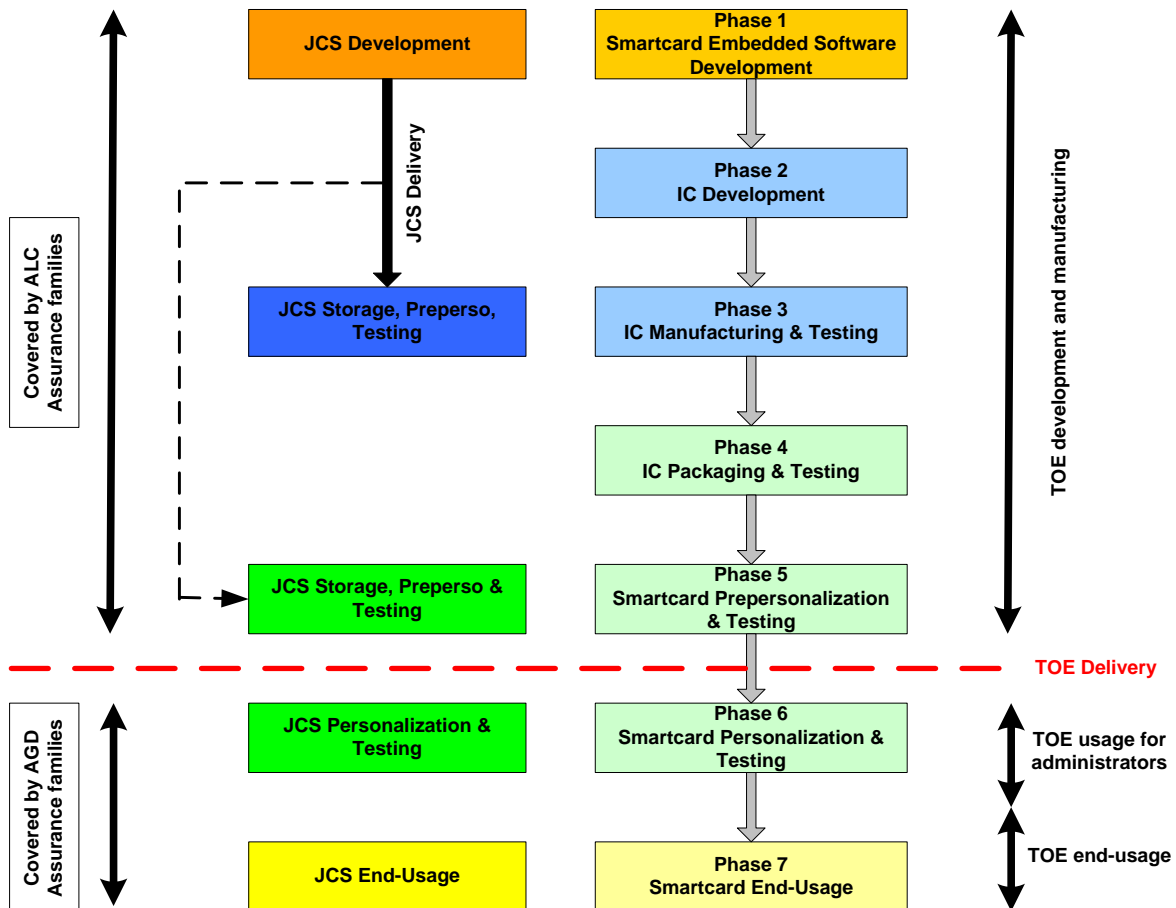 JCS Development
Phase 1
Smartcard Embedded Software
Development
JCS Delivery
Phase 2
IC Development
Covered by ALC
Assurance families
TOE development and manufacturing
JCS Storage, Preperso,
Testing
Phase 3
IC Manufacturing & Testing
Phase 4
IC Packaging & Testing
JCS Storage, Preperso &
Testing
Phase 5
Smartcard Prepersonalization
& Testing
TOE Delivery
Covered by AGD
Assurance families
JCS Personalization &
Testing
Phase 6
Smartcard Personalization &
Testing
TOE usage for
administrators
JCS End-Usage
Phase 7
Smartcard End-Usage
TOE end-usage